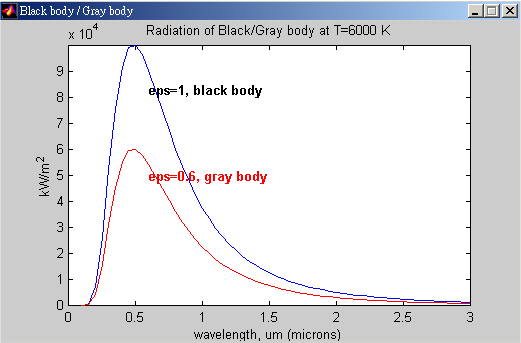 Black body / Gray body
x 10^4
Radiation of Black/Gray body at T=6000 K
9
8
7
6
5
4
3
2
1
0
kW/m^2
eps=1, black body
eps=0.6, gray body
0 0.5 1 1.5 2 2.5 3
wavelength, um (microns)